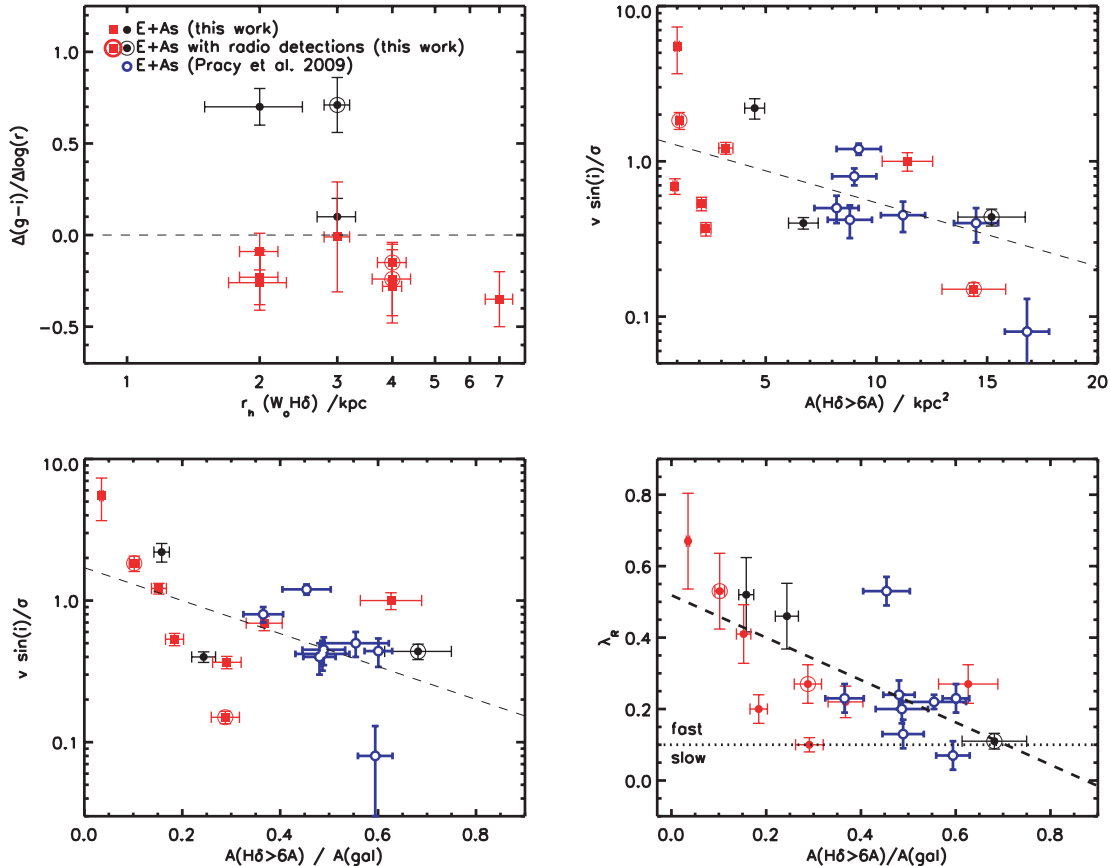 E+As (this work)
E+As with radio detections (this work)
E+As (Pracy et al. 2009)
1.0
0.5
0.0
−0.5
Δ(g−i)/Δlog(r)
1 2 3 4 5 6 7
r_h (W_o Hδ) /kpc
10.0
1.0
0.1
v sin(i)/σ
5 10 15 20
A(Hδ>6A) / kpc²
10.0
1.0
0.1
v sin(i)/σ
0.0 0.2 0.4 0.6 0.8
A(Hδ>6A) / A(gal)
0.8
0.6
0.4
0.2
0.0
λ_R
fast
slow
0.0 0.2 0.4 0.6 0.8
A(Hδ>6A)/A(gal)